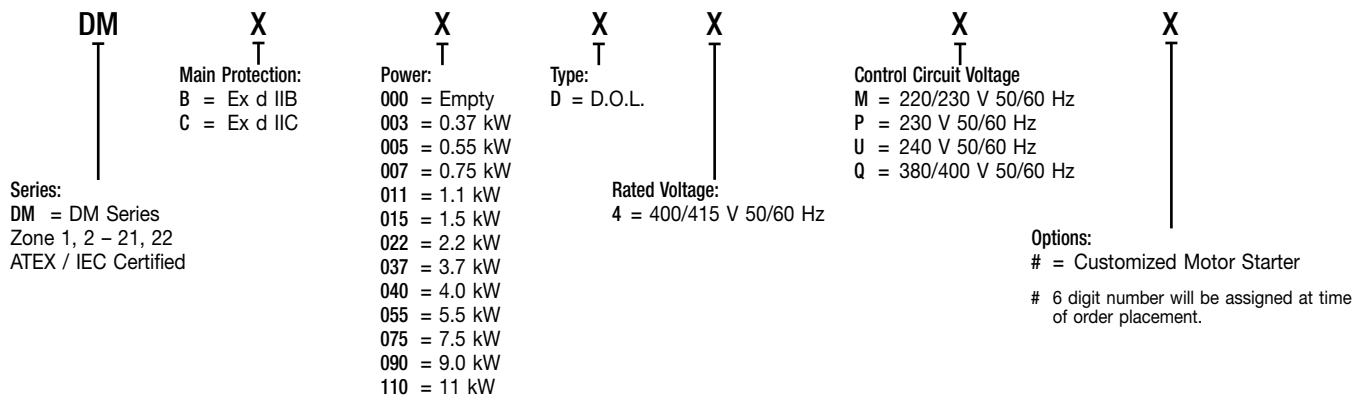 DM X X X X X X
Main Protection:
B = Ex d IIB
C = Ex d IIC
Power:
000 = Empty
003 = 0.37 kW
005 = 0.55 kW
007 = 0.75 kW
011 = 1.1 kW
015 = 1.5 kW
022 = 2.2 kW
037 = 3.7 kW
040 = 4.0 kW
055 = 5.5 kW
075 = 7.5 kW
090 = 9.0 kW
110 = 11 kW
Type:
D = D.O.L.
Control Circuit Voltage
M = 220/230 V 50/60 Hz
P = 230 V 50/60 Hz
U = 240 V 50/60 Hz
Q = 380/400 V 50/60 Hz
Series:
DM = DM Series
Zone 1, 2 – 21, 22
ATEX / IEC Certified
Rated Voltage:
4 = 400/415 V 50/60 Hz
Options:
# = Customized Motor Starter
# 6 digit number will be assigned at time
of order placement.